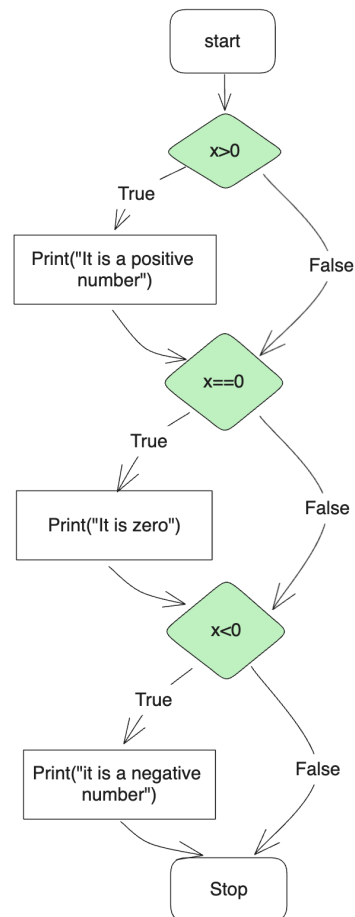 start
x>0
True
Print("It is a positive
number")
False
x==0
True
Print("It is zero")
False
x<0
True
Print("it is a negative
number")
False
Stop